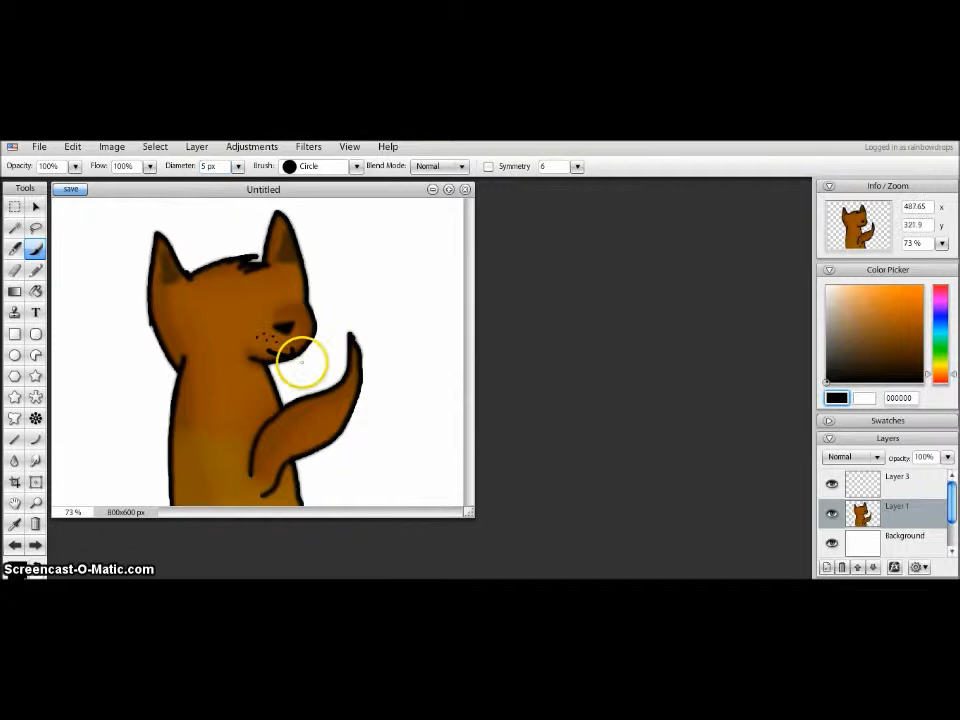 File Edit Image Select Layer Adjustments Filters View Help
Logged in as rainbowdrops
Opacity: 100% Flow: 100% Diameter: 5 px Brush: Circle Blend Mode: Normal Symmetry 6
Tools
save Untitled
Info / Zoom
487.65 x
321.9 y
73 %
Color Picker
000000
Swatches
Layers
Normal Opacity: 100%
Layer 3
Layer 1
Background
73 % 800x600 px
Screencast-O-Matic.com